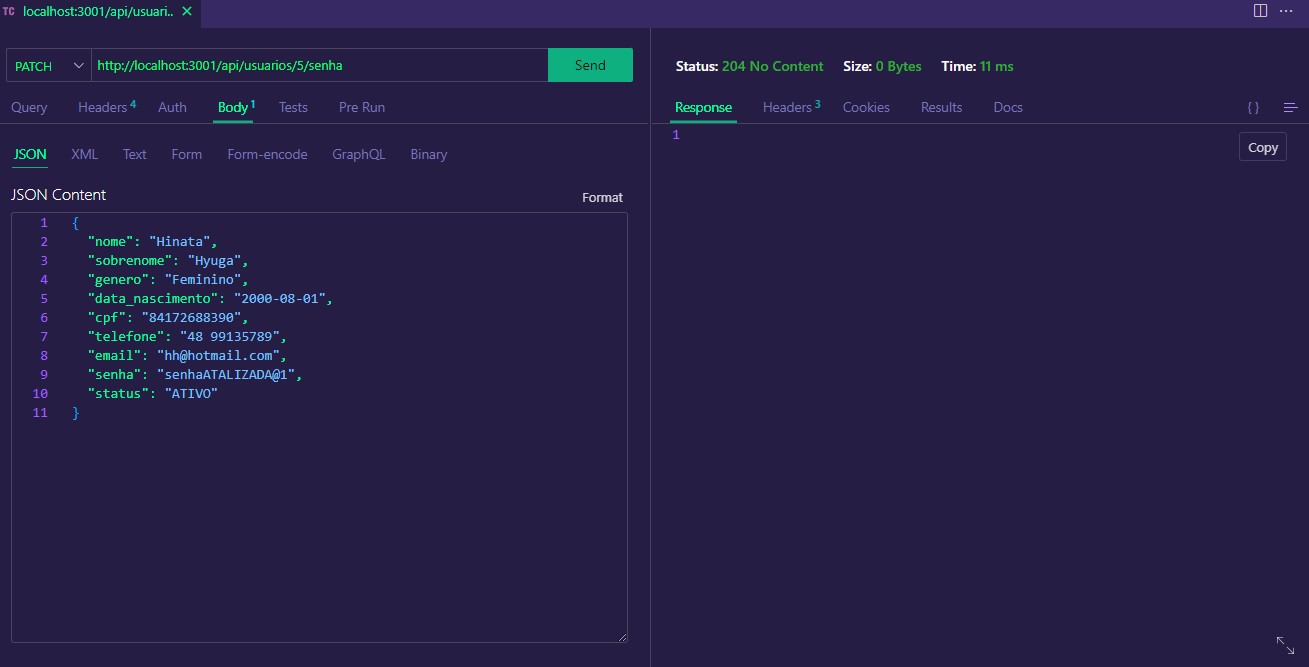 TC localhost:3001/api/usuari.. ✕ ···
PATCH http://localhost:3001/api/usuarios/5/senha Send
Query Headers 4 Auth Body 1 Tests Pre Run
JSON XML Text Form Form-encode GraphQL Binary
JSON Content Format
1 {
2 "nome": "Hinata",
3 "sobrenome": "Hyuga",
4 "genero": "Feminino",
5 "data_nascimento": "2000-08-01",
6 "cpf": "84172688390",
7 "telefone": "48 99135789",
8 "email": "hh@hotmail.com",
9 "senha": "senhaATALIZADA@1",
10 "status": "ATIVO"
11 }
Status: 204 No Content Size: 0 Bytes Time: 11 ms
Response Headers 3 Cookies Results Docs { }
1
Copy